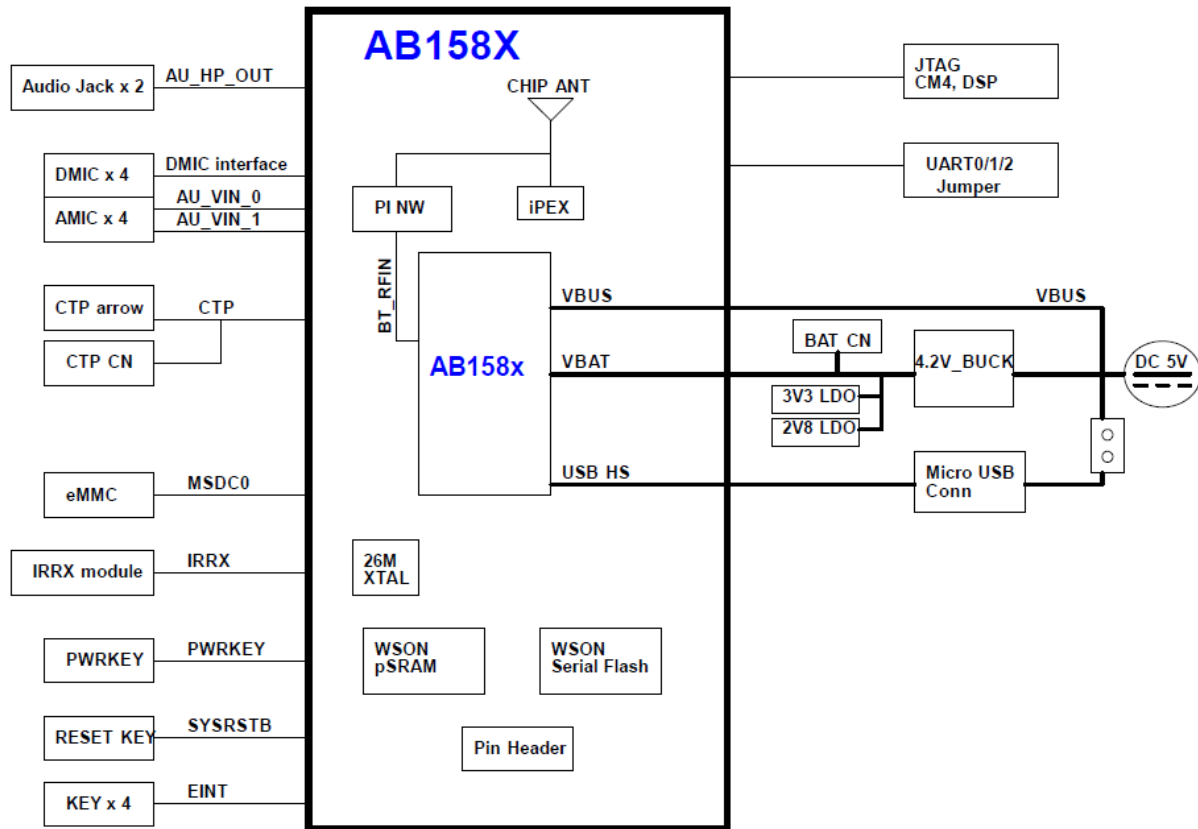 AB158X
Audio Jack x 2
AU_HP_OUT
DMIC x 4
DMIC interface
AU_VIN_0
AMIC x 4
AU_VIN_1
CTP arrow
CTP
CTP CN
eMMC
MSDC0
IRRX module
IRRX
PWRKEY
PWRKEY
RESET KEY
SYSRSTB
KEY x 4
EINT
CHIP ANT
PI NW
iPEX
BT_RFIN
AB158x
VBUS
VBAT
USB HS
26M
XTAL
WSON
pSRAM
WSON
Serial Flash
Pin Header
JTAG
CM4, DSP
UART0/1/2
Jumper
VBUS
BAT CN
4.2V_BUCK
DC 5V
3V3 LDO
2V8 LDO
Micro USB
Conn